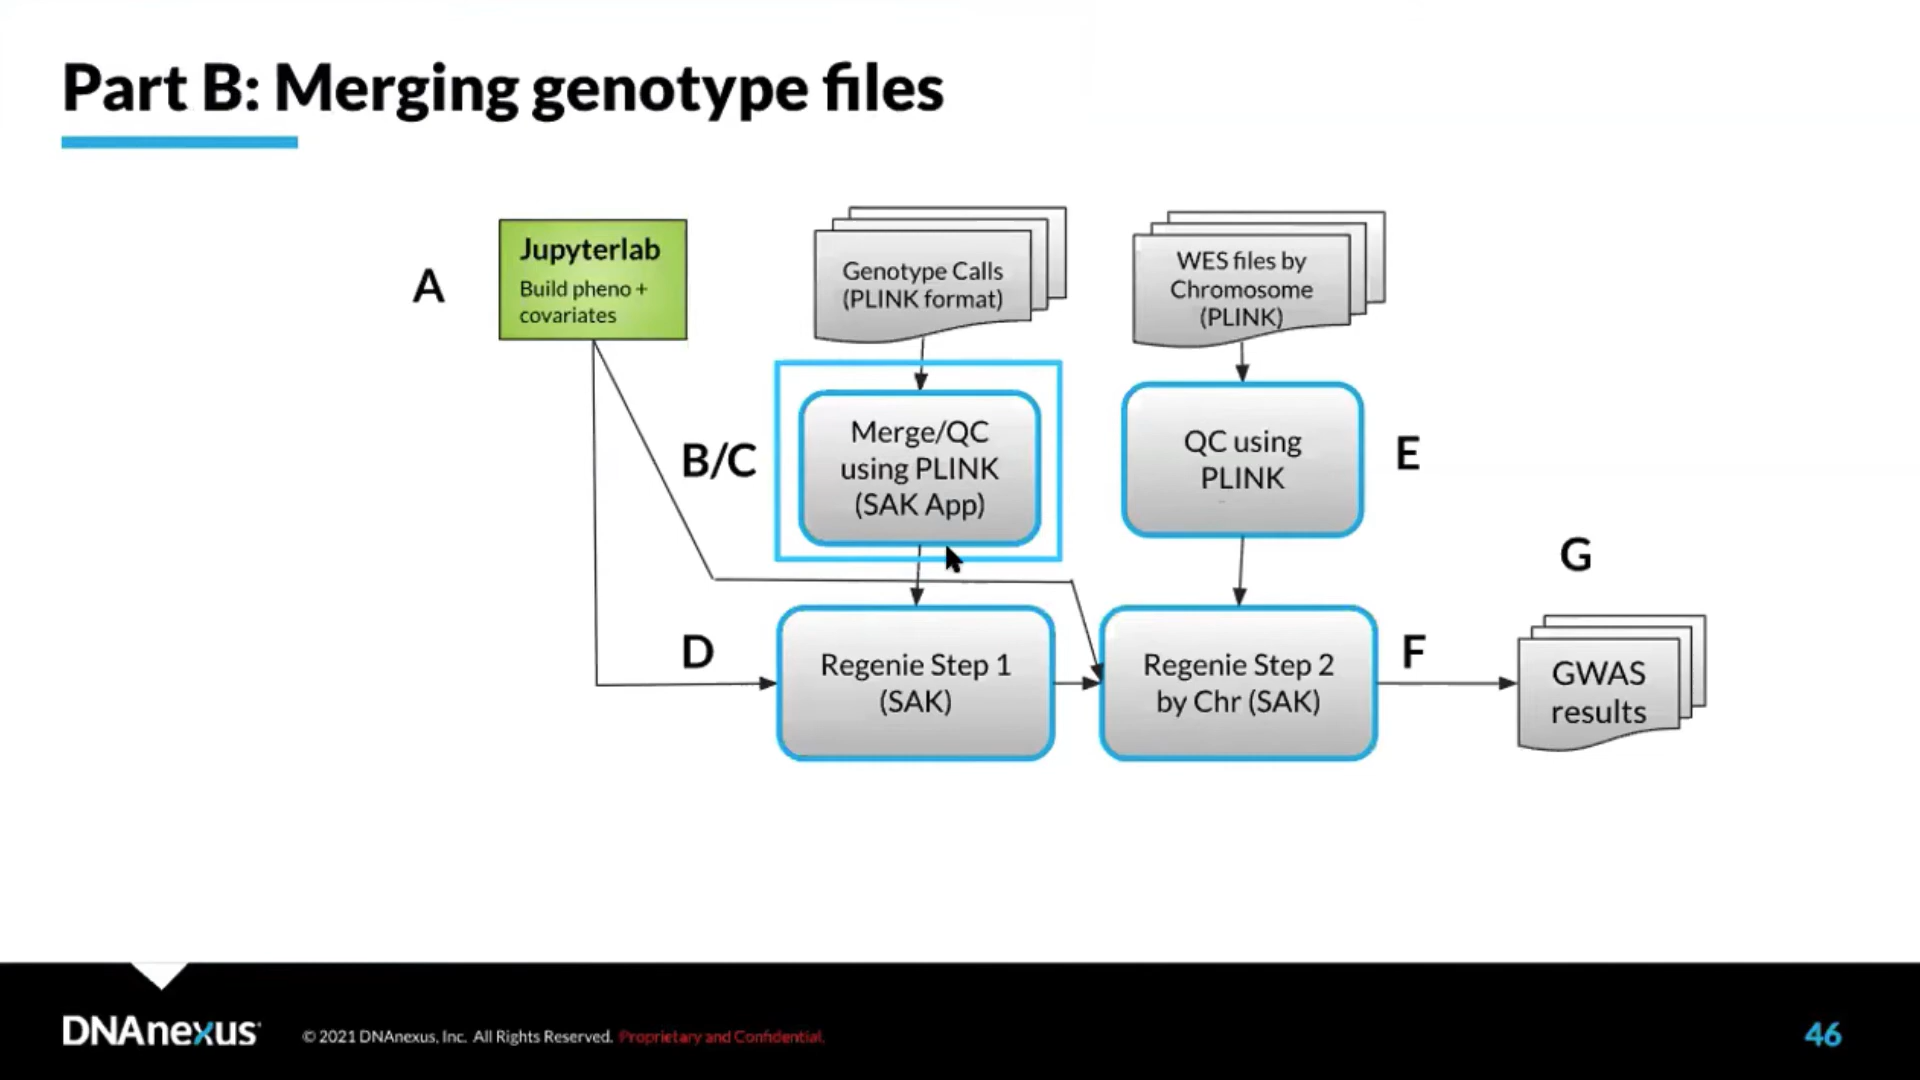 Part B: Merging genotype files
A
Jupyterlab
Build pheno +
covariates
Genotype Calls
(PLINK format)
WES files by
Chromosome
(PLINK)
B/C
Merge/QC
using PLINK
(SAK App)
QC using
PLINK
E
G
D
Regenie Step 1
(SAK)
Regenie Step 2
by Chr (SAK)
F
GWAS
results
DNAnexus
© 2021 DNAnexus, Inc. All Rights Reserved. Proprietary and Confidential.
46